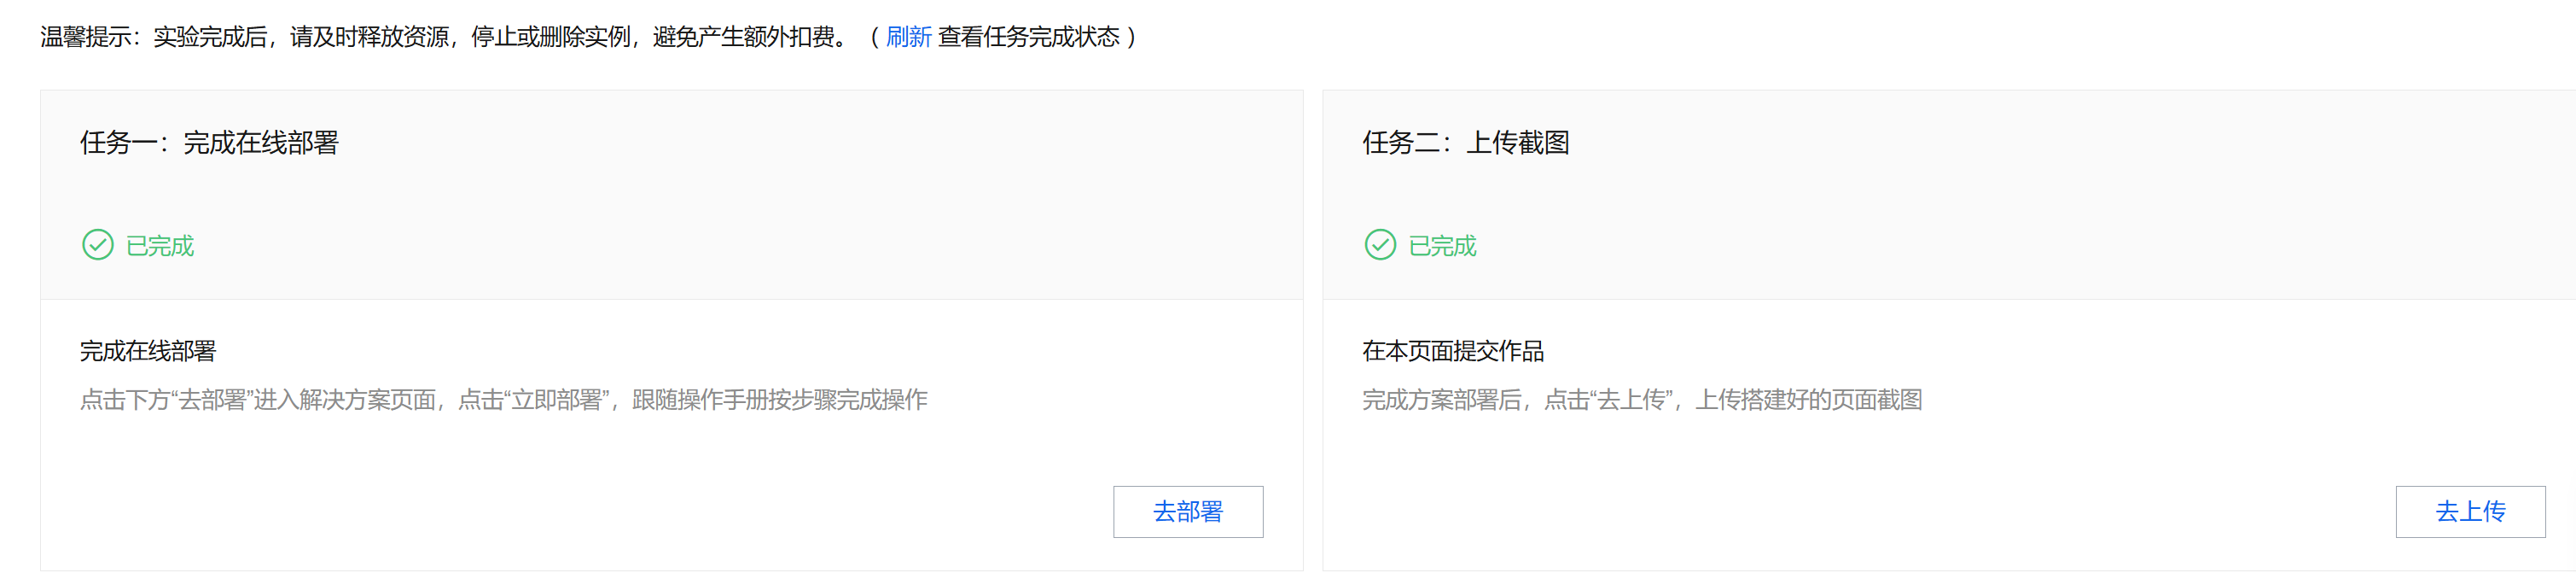 温馨提示：实验完成后，请及时释放资源，停止或删除实例，避免产生额外扣费。（ 刷新 查看任务完成状态 ）
任务一：完成在线部署
已完成
完成在线部署
点击下方“去部署”进入解决方案页面，点击“立即部署”，跟随操作手册按步骤完成操作
去部署
任务二：上传截图
已完成
在本页面提交作品
完成方案部署后，点击“去上传”，上传搭建好的页面截图
去上传